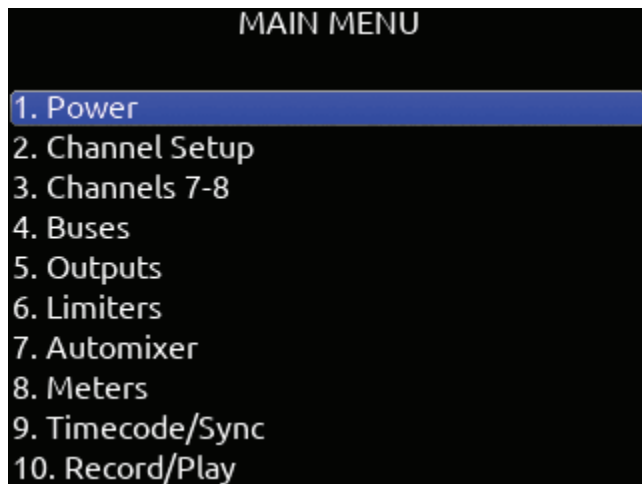 MAIN MENU
1. Power
2. Channel Setup
3. Channels 7-8
4. Buses
5. Outputs
6. Limiters
7. Automixer
8. Meters
9. Timecode/Sync
10. Record/Play